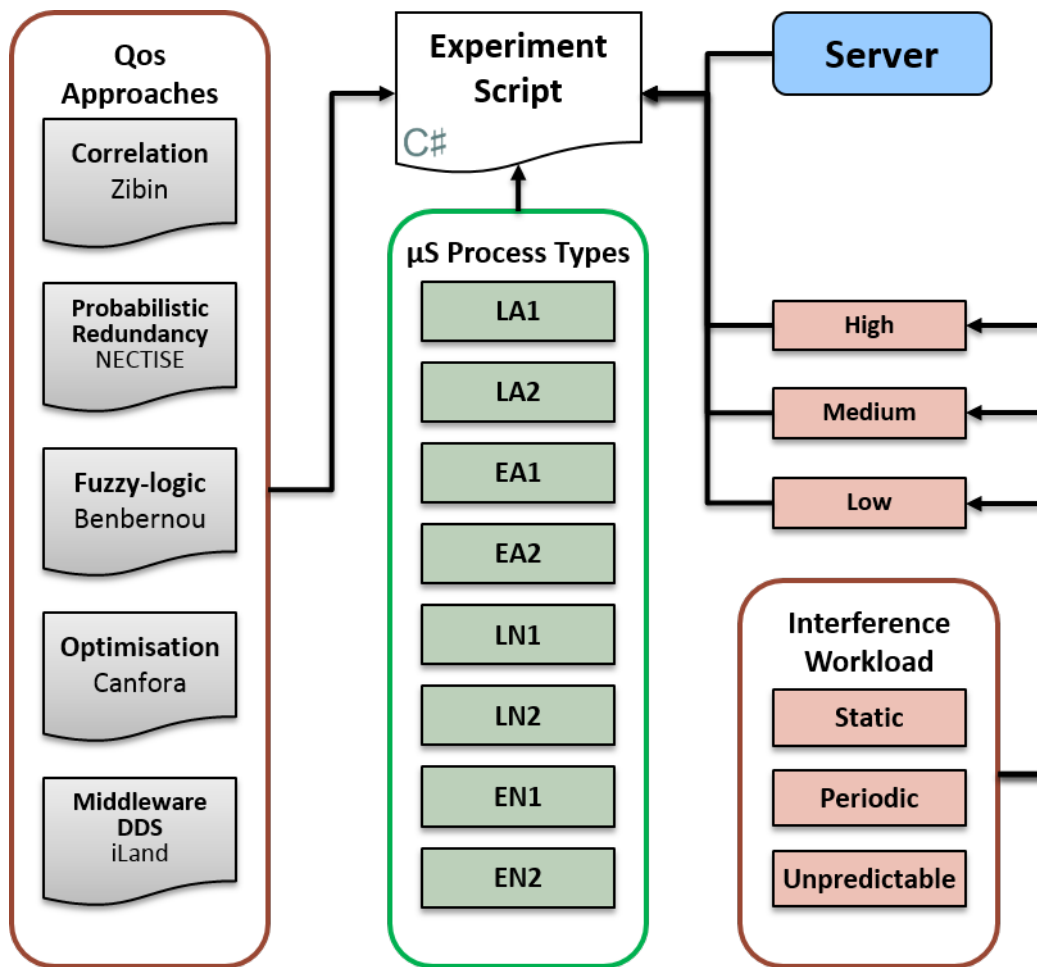 Qos
Approaches
Correlation
Zibin
Probabilistic
Redundancy
NECTISE
Fuzzy-logic
Benbernou
Optimisation
Canfora
Middleware
DDS
iLand
Experiment
Script
C#
µS Process Types
LA1
LA2
EA1
EA2
LN1
LN2
EN1
EN2
Server
High
Medium
Low
Interference
Workload
Static
Periodic
Unpredictable